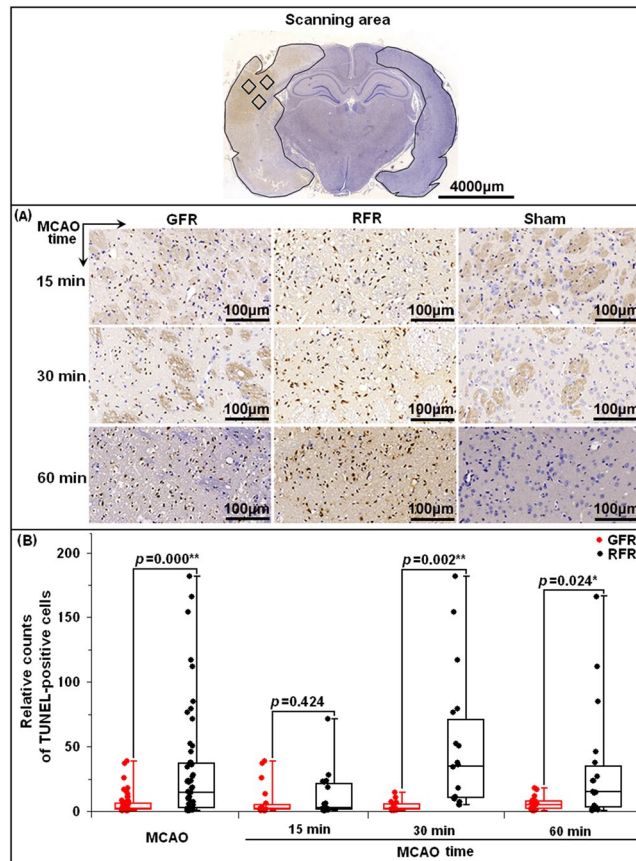 Scanning area
4000μm
(A)
MCAO time
GFR
RFR
Sham
15 min
100μm
100μm
100μm
30 min
100μm
100μm
100μm
60 min
100μm
100μm
100μm
(B)
GFR
RFR
Relative counts
of TUNEL-positive cells
200
150
100
50
0
p=0.000**
p=0.424
p=0.002**
p=0.024*
MCAO
15 min
30 min
60 min
MCAO time